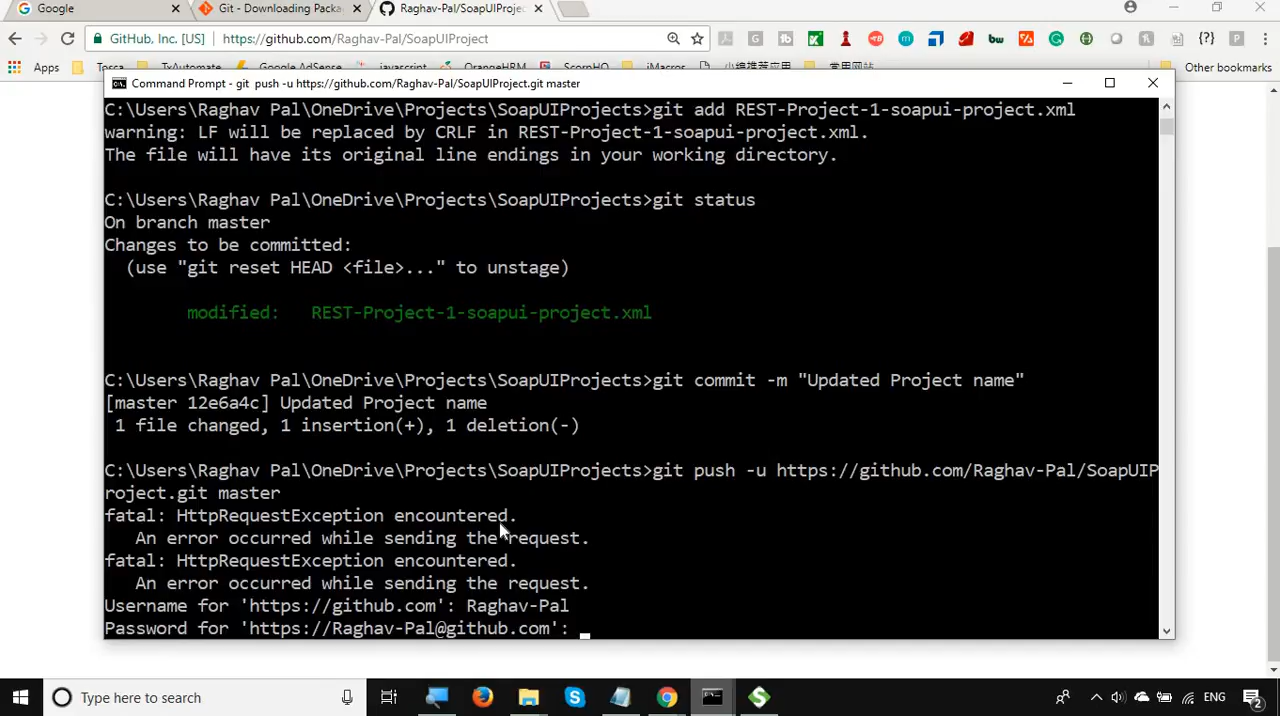 Google
Git - Downloading Packa
Raghav-Pal/SoapUIProjec
GitHub, Inc. [US]
https://github.com/Raghav-Pal/SoapUIProject
Apps
Other bookmarks
Command Prompt - git push -u https://github.com/Raghav-Pal/SoapUIProject.git master
C:\Users\Raghav Pal\OneDrive\Projects\SoapUIProjects>git add REST-Project-1-soapui-project.xml
warning: LF will be replaced by CRLF in REST-Project-1-soapui-project.xml.
The file will have its original line endings in your working directory.
C:\Users\Raghav Pal\OneDrive\Projects\SoapUIProjects>git status
On branch master
Changes to be committed:
(use "git reset HEAD <file>..." to unstage)
modified: REST-Project-1-soapui-project.xml
C:\Users\Raghav Pal\OneDrive\Projects\SoapUIProjects>git commit -m "Updated Project name"
[master 12e6a4c] Updated Project name
1 file changed, 1 insertion(+), 1 deletion(-)
C:\Users\Raghav Pal\OneDrive\Projects\SoapUIProjects>git push -u https://github.com/Raghav-Pal/SoapUIP
roject.git master
fatal: HttpRequestException encountered.
An error occurred while sending the request.
fatal: HttpRequestException encountered.
An error occurred while sending the request.
Username for 'https://github.com': Raghav-Pal
Password for 'https://Raghav-Pal@github.com':
Type here to search
ENG
2